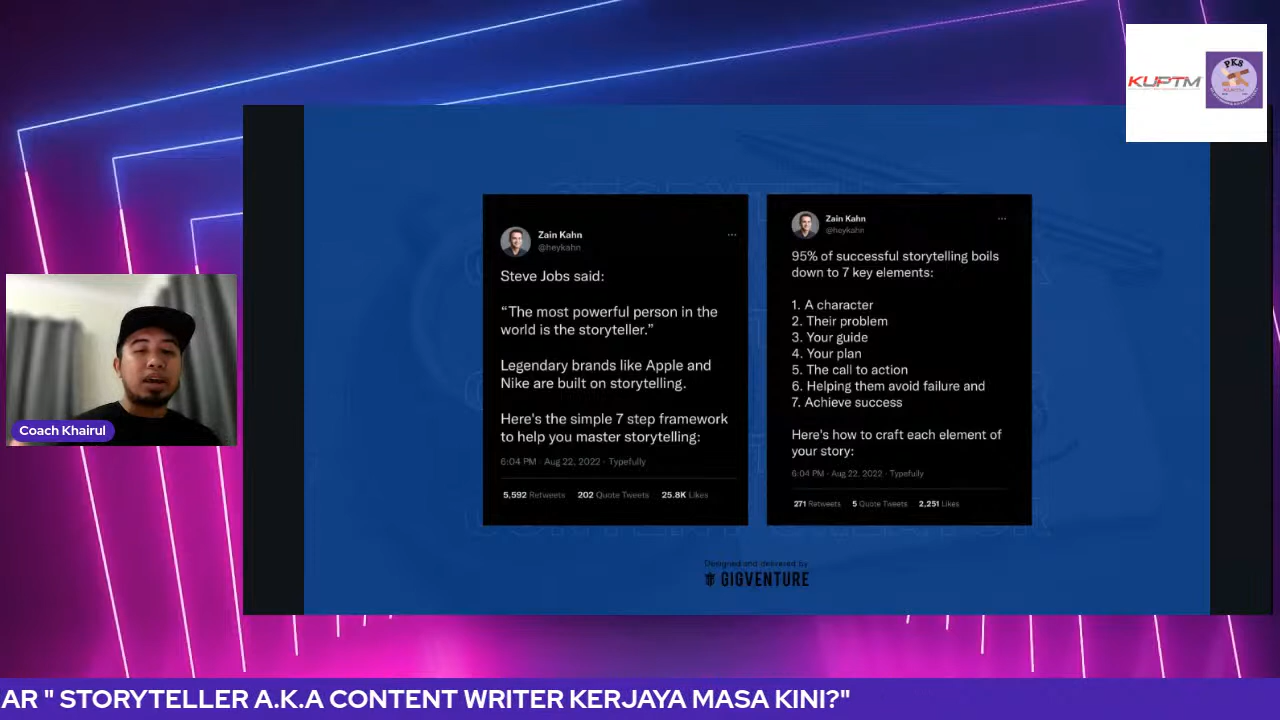 KUPTM
PKS
Zain Kahn
@heykahn
Steve Jobs said:
“The most powerful person in the
world is the storyteller.”
Legendary brands like Apple and
Nike are built on storytelling.
Here's the simple 7 step framework
to help you master storytelling:
6:04 PM · Aug 22, 2022 · Typefully
5,592 Retweets 202 Quote Tweets 25.8K Likes
Zain Kahn
@heykahn
95% of successful storytelling boils
down to 7 key elements:
1. A character
2. Their problem
3. Your guide
4. Your plan
5. The call to action
6. Helping them avoid failure and
7. Achieve success
Here's how to craft each element of
your story:
6:04 PM · Aug 22, 2022 · Typefully
271 Retweets 5 Quote Tweets 2,251 Likes
Coach Khairul
Designed and delivered by
GIGVENTURE
AR " STORYTELLER A.K.A CONTENT WRITER KERJAYA MASA KINI?"